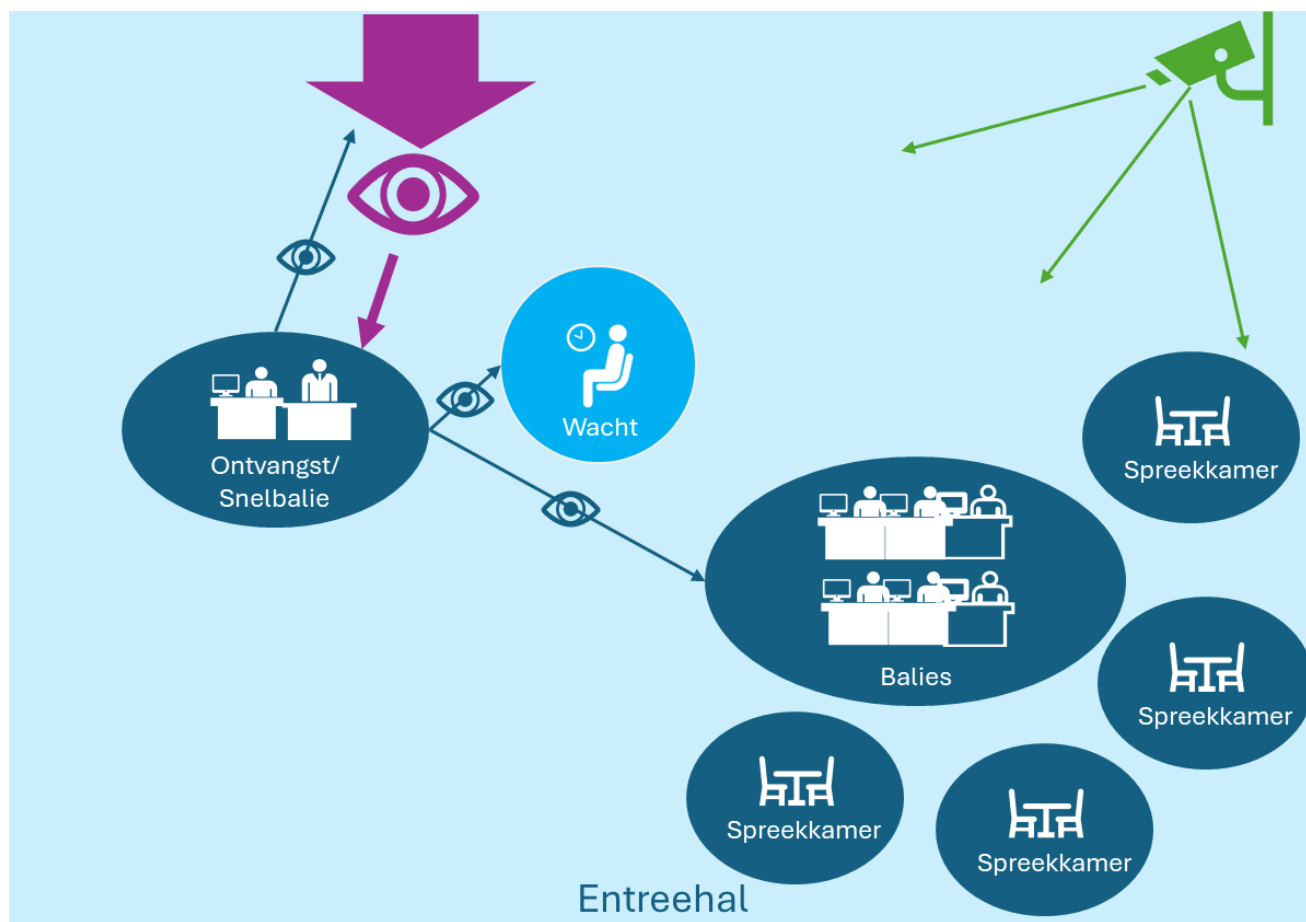 Wacht
Ontvangst/
Snelbalie
Spreekkamer
Balies
Spreekkamer
Spreekkamer
Spreekkamer
Entreehal